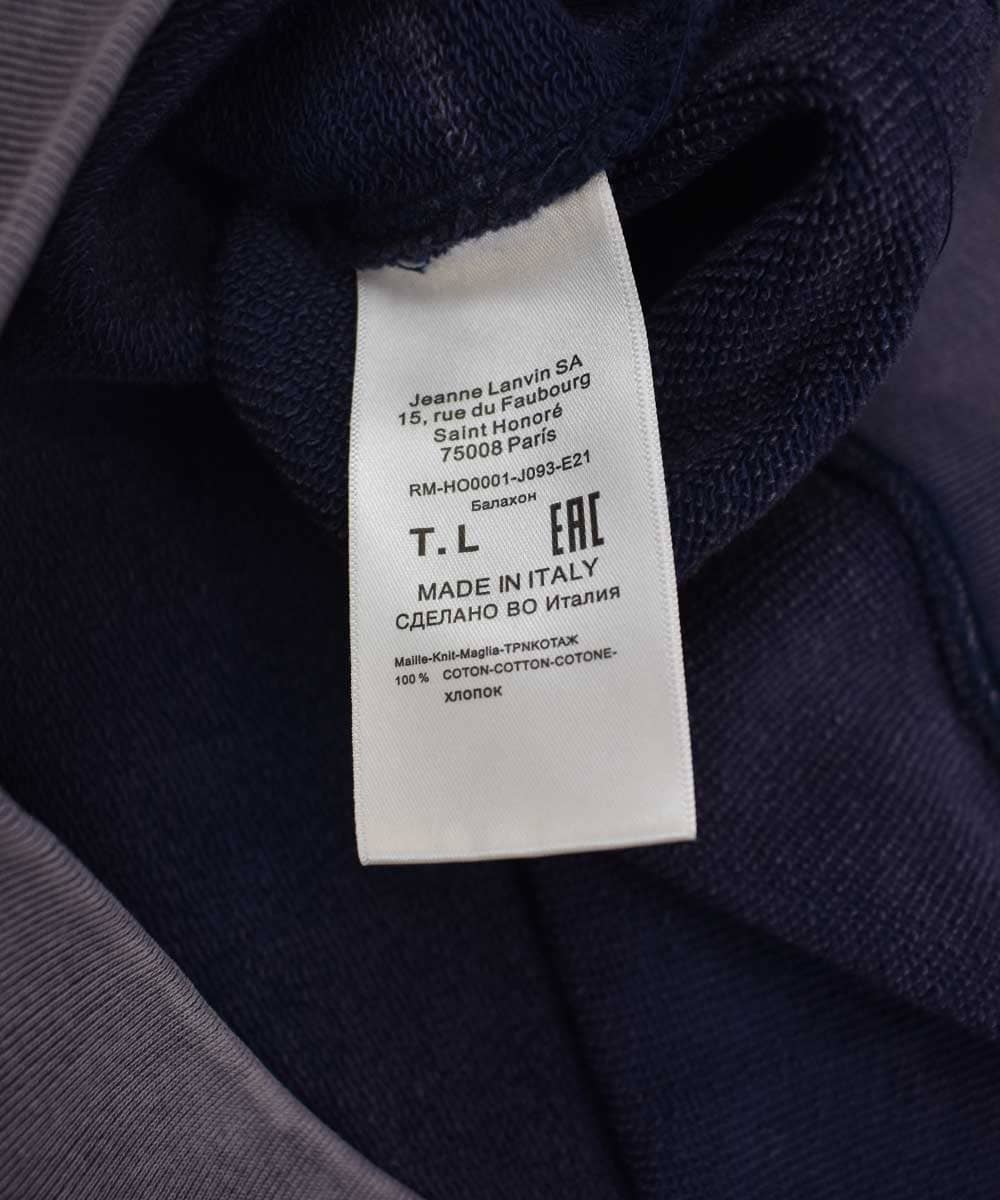 Jeanne Lanvin SA
15, rue du Faubourg
Saint Honoré
75008 París
RM-HO0001-J093-E21
Балахон
T. L EAC
MADE IN ITALY
СДЕЛАНО ВО Италия
Maille-Knit-Maglia-ТРNКОТАЖ
100 % COTON-COTTON-COTONE-
ХЛОПОК